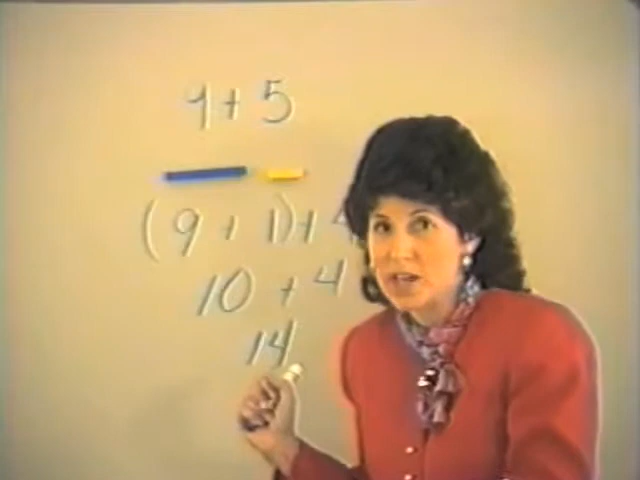 9 + 5
(9 + 1) + 4
10 + 4
14